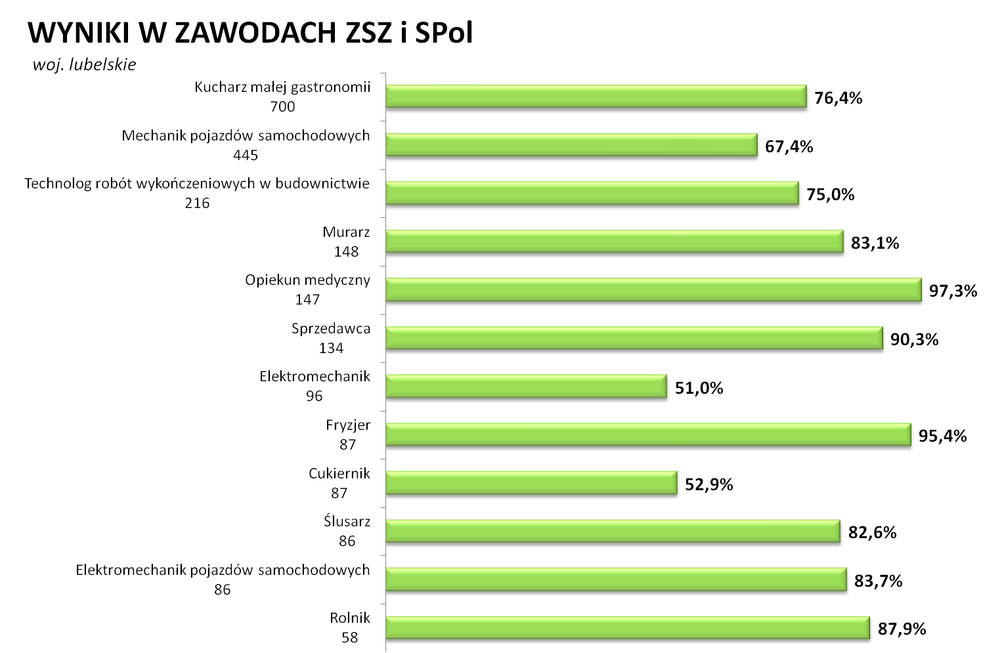 WYNIKI W ZAWODACH ZSZ i SPol
woj. lubelskie
Kucharz małej gastronomii
700
76,4%
Mechanik pojazdów samochodowych
445
67,4%
Technolog robót wykończeniowych w budownictwie
216
75,0%
Murarz
148
83,1%
Opiekun medyczny
147
97,3%
Sprzedawca
134
90,3%
Elektromechanik
96
51,0%
Fryzjer
87
95,4%
Cukiernik
87
52,9%
Ślusarz
86
82,6%
Elektromechanik pojazdów samochodowych
86
83,7%
Rolnik
58
87,9%